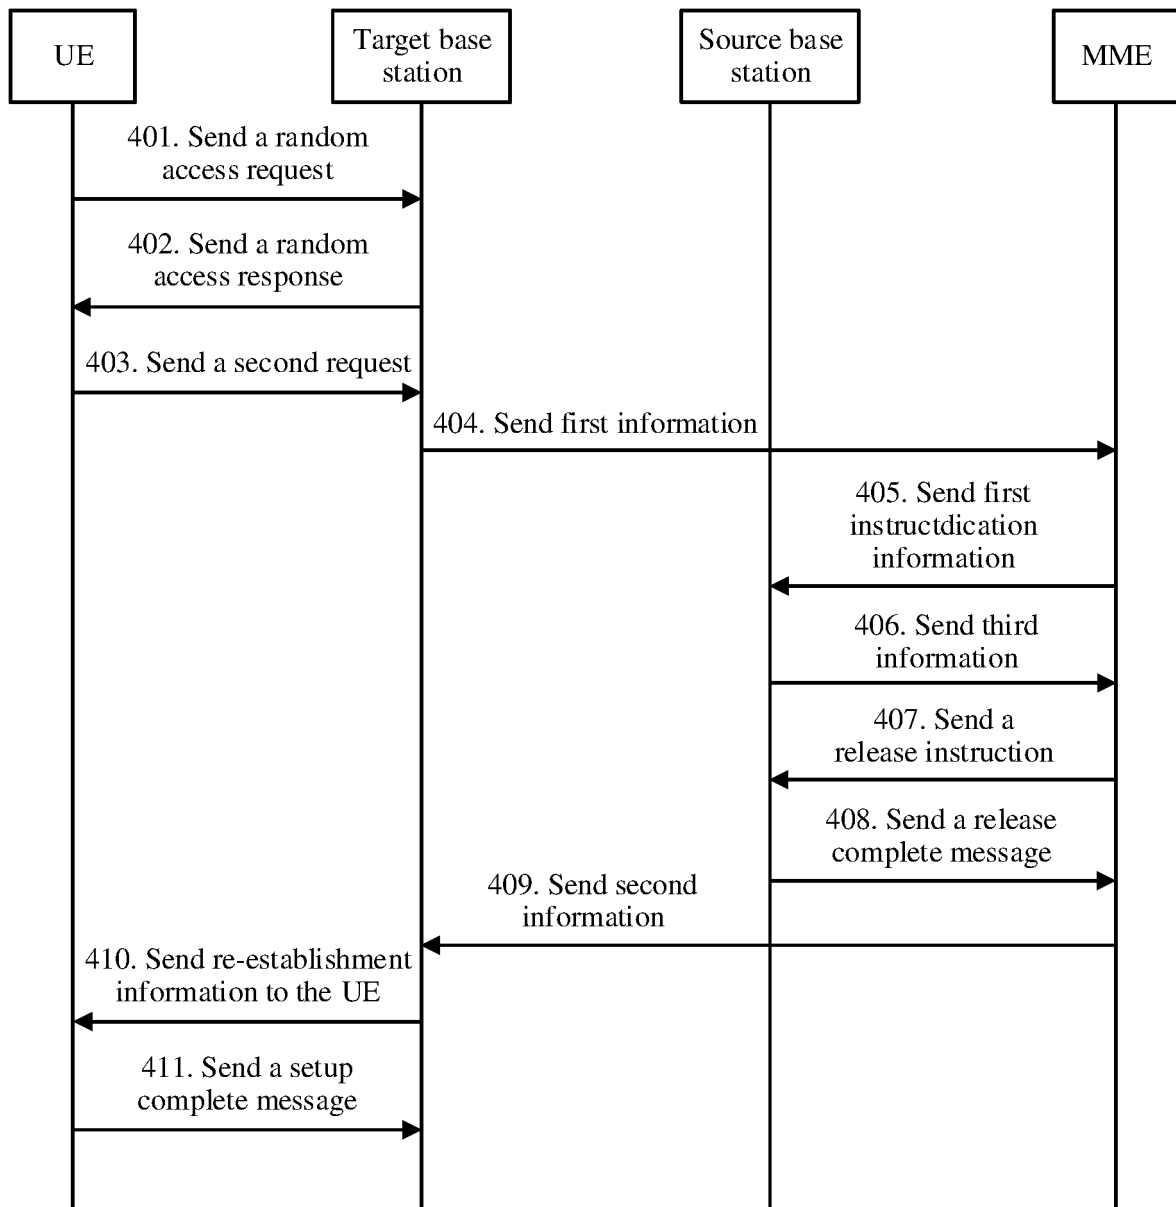 UE
Target base
station
Source base
station
MME
401. Send a random
access request
402. Send a random
access response
403. Send a second request
404. Send first information
405. Send first
instructdication
information
406. Send third
information
407. Send a
release instruction
408. Send a release
complete message
409. Send second
information
410. Send re-establishment
information to the UE
411. Send a setup
complete message